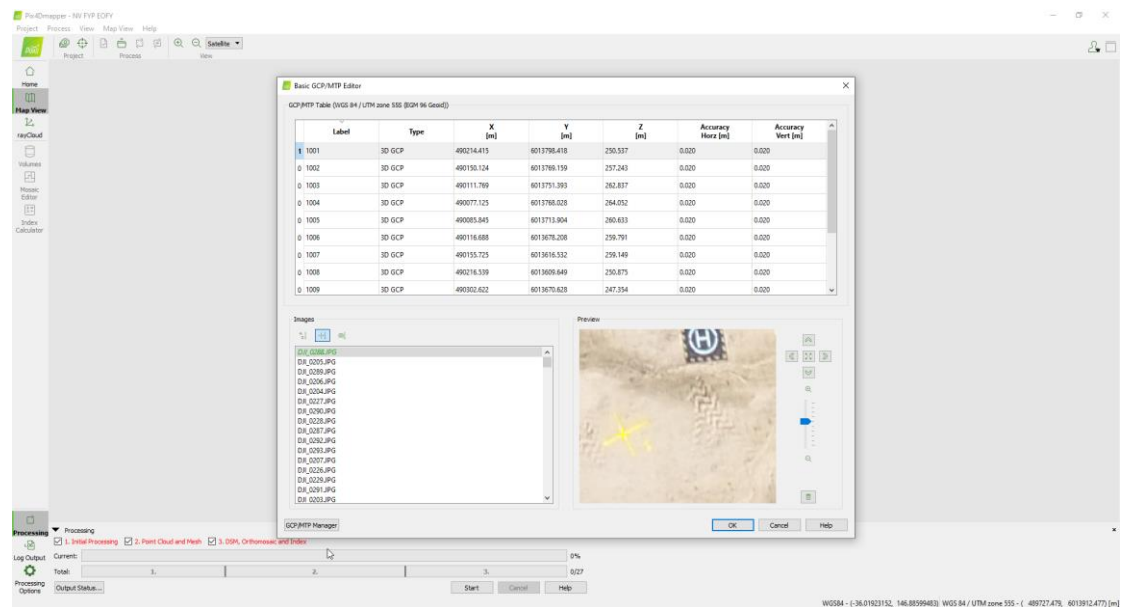 Pix4Dmapper - NV FYP EOFY
Project Process View Map View Help
Satellite
Project Process View
Home
Map View
rayCloud
Volumes
Mosaic Editor
Index Calculator
Basic GCP/MTP Editor
GCP/MTP Table (WGS 84 / UTM zone 55S (EGM 96 Geoid))
Label Type X [m] Y [m] Z [m] Accuracy Horz [m] Accuracy Vert [m]
1 1001 3D GCP 490214.415 6013798.418 250.537 0.020 0.020
0 1002 3D GCP 490150.124 6013769.159 257.243 0.020 0.020
0 1003 3D GCP 490111.769 6013751.393 262.837 0.020 0.020
0 1004 3D GCP 490077.125 6013768.028 264.052 0.020 0.020
0 1005 3D GCP 490085.845 6013713.904 260.633 0.020 0.020
0 1006 3D GCP 490116.688 6013678.208 259.791 0.020 0.020
0 1007 3D GCP 490155.725 6013616.532 259.149 0.020 0.020
0 1008 3D GCP 490216.539 6013609.649 250.875 0.020 0.020
0 1009 3D GCP 490302.622 6013670.628 247.354 0.020 0.020
Images
Preview
DJI_0288.JPG
DJI_0205.JPG
DJI_0289.JPG
DJI_0206.JPG
DJI_0204.JPG
DJI_0227.JPG
DJI_0290.JPG
DJI_0228.JPG
DJI_0287.JPG
DJI_0292.JPG
DJI_0293.JPG
DJI_0207.JPG
DJI_0226.JPG
DJI_0229.JPG
DJI_0291.JPG
DJI_0203.JPG
H
GCP/MTP Manager
OK Cancel Help
Processing
Log Output
Processing Options
Processing
1. Initial Processing 2. Point Cloud and Mesh 3. DSM, Orthomosaic and Index
Current: 0%
Total: 1. 2. 3. 0/27
Output Status... Start Cancel Help
WGS84 - (-36.01923152, 146.88599483) WGS 84 / UTM zone 55S - ( 489727.479, 6013912.477) [m]